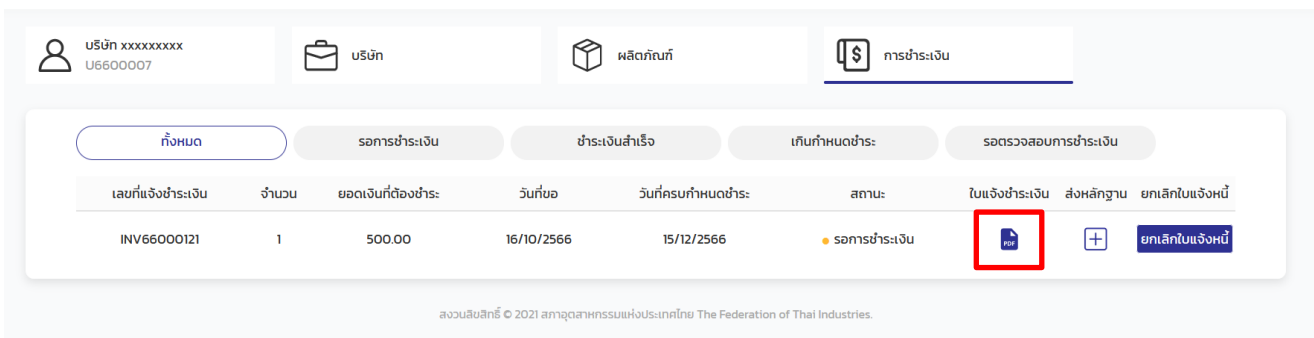 บริษัท xxxxxxxxx
U6600007
บริษัท
ผลิตภัณฑ์
การชำระเงิน
ทั้งหมด รอการชำระเงิน ชำระเงินสำเร็จ เกินกำหนดชำระ รอตรวจสอบการชำระเงิน
เลขที่แจ้งชำระเงิน จำนวน ยอดเงินที่ต้องชำระ วันที่ขอ วันที่ครบกำหนดชำระ สถานะ ใบแจ้งชำระเงิน ส่งหลักฐาน ยกเลิกใบแจ้งหนี้
INV66000121 1 500.00 16/10/2566 15/12/2566 รอการชำระเงิน PDF ยกเลิกใบแจ้งหนี้
สงวนลิขสิทธิ์ © 2021 สภาอุตสาหกรรมแห่งประเทศไทย The Federation of Thai Industries.